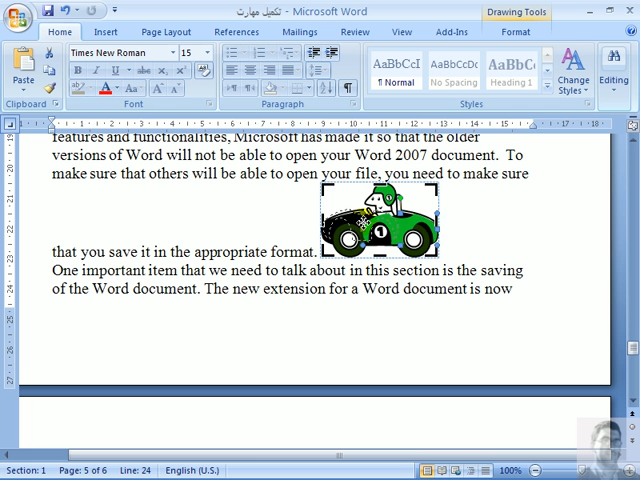 تکمیل مهارت - Microsoft Word
Drawing Tools
Home Insert Page Layout References Mailings Review View Add-Ins Format
Paste
Clipboard
Times New Roman 15
B I U abc x₂ x² Aa
A A A
Font
Paragraph
AaBbCcI AaBbCcDc AaBbC
¶ Normal No Spacing Heading 1
Change Styles
Styles
Editing
features and functionalities, Microsoft has made it so that the older
versions of Word will not be able to open your Word 2007 document. To
make sure that others will be able to open your file, you need to make sure
1
that you save it in the appropriate format.
One important item that we need to talk about in this section is the saving
of the Word document. The new extension for a Word document is now
Section: 1 Page: 5 of 6 Line: 24 English (U.S.) 100%